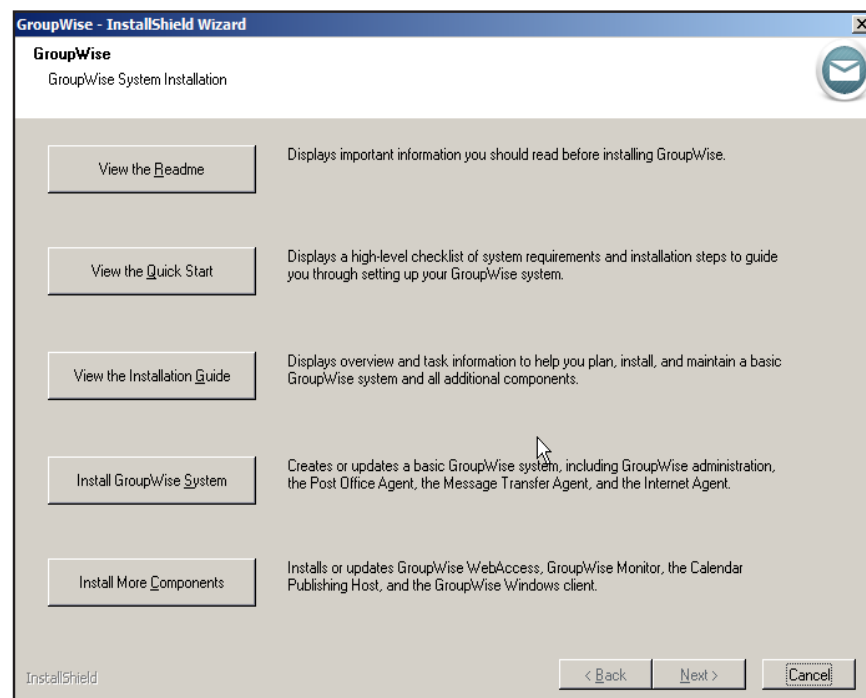 GroupWise - InstallShield Wizard
GroupWise
GroupWise System Installation
View the Readme
Displays important information you should read before installing GroupWise.
View the Quick Start
Displays a high-level checklist of system requirements and installation steps to guide
you through setting up your GroupWise system.
View the Installation Guide
Displays overview and task information to help you plan, install, and maintain a basic
GroupWise system and all additional components.
Install GroupWise System
Creates or updates a basic GroupWise system, including GroupWise administration,
the Post Office Agent, the Message Transfer Agent, and the Internet Agent.
Install More Components
Installs or updates GroupWise WebAccess, GroupWise Monitor, the Calendar
Publishing Host, and the GroupWise Windows client.
InstallShield
< Back
Next >
Cancel